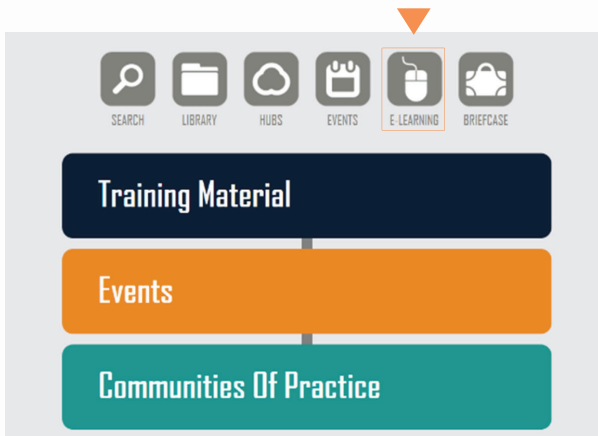 SEARCH LIBRARY HUBS EVENTS E-LEARNING BRIEFCASE
Training Material
Events
Communities Of Practice